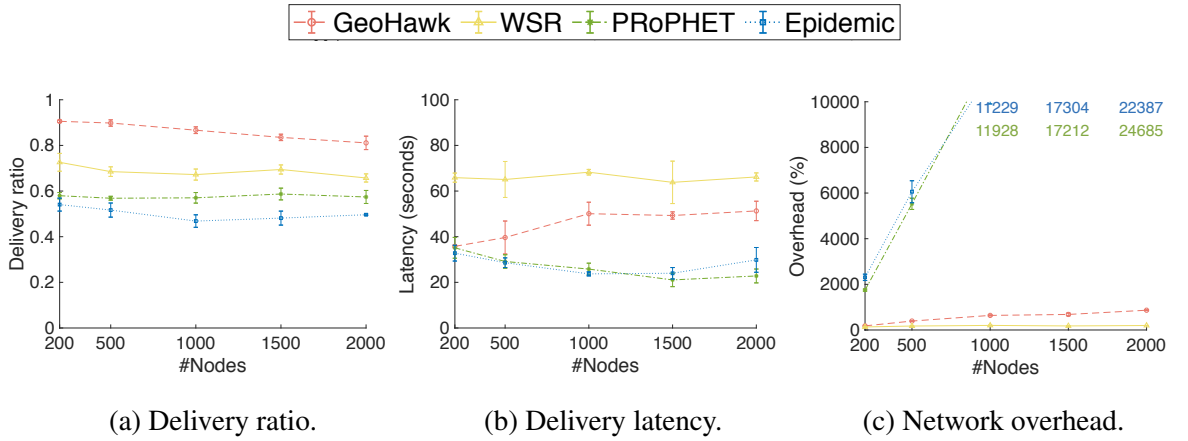 GeoHawk WSR PRoPHET Epidemic
Delivery ratio
1
0.8
0.6
0.4
0.2
0
200 500 1000 1500 2000
#Nodes
(a) Delivery ratio.
Latency (seconds)
100
80
60
40
20
0
200 500 1000 1500 2000
#Nodes
(b) Delivery latency.
Overhead (%)
10000
8000
6000
4000
2000
0
11229 17304 22387
11928 17212 24685
200 500 1000 1500 2000
#Nodes
(c) Network overhead.